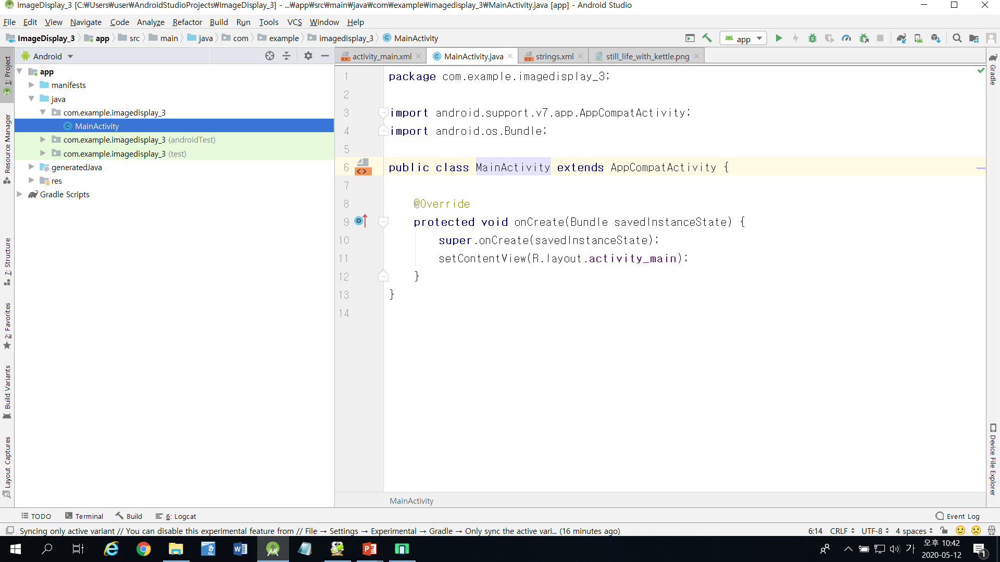 ImageDisplay_3 [C:₩Users₩user₩AndroidStudioProjects₩ImageDisplay_3] - ...₩app₩src₩main₩java₩com₩example₩imagedisplay_3₩MainActivity.java [app] - Android Studio
File Edit View Navigate Code Analyze Refactor Build Run Tools VCS Window Help
ImageDisplay_3 app src main java com example imagedisplay_3 MainActivity
app
Android
activity_main.xml MainActivity.java strings.xml still_life_with_kettle.png
app
manifests
java
com.example.imagedisplay_3
MainActivity
com.example.imagedisplay_3 (androidTest)
com.example.imagedisplay_3 (test)
generatedJava
res
Gradle Scripts
1: Project
Resource Manager
7: Structure
2: Favorites
Build Variants
Layout Captures
1 package com.example.imagedisplay_3;
2
3 import android.support.v7.app.AppCompatActivity;
4 import android.os.Bundle;
5
6 public class MainActivity extends AppCompatActivity {
7
8 @Override
9 protected void onCreate(Bundle savedInstanceState) {
10 super.onCreate(savedInstanceState);
11 setContentView(R.layout.activity_main);
12 }
13 }
14
MainActivity
Gradle
Device File Explorer
TODO Terminal Build 6: Logcat Event Log
Syncing only active variant // You can disable this experimental feature from // File → Settings → Experimental → Gradle → Only sync the active vari... (16 minutes ago) 6:14 CRLF UTF-8 4 spaces
가 오후 10:42
2020-05-12
1